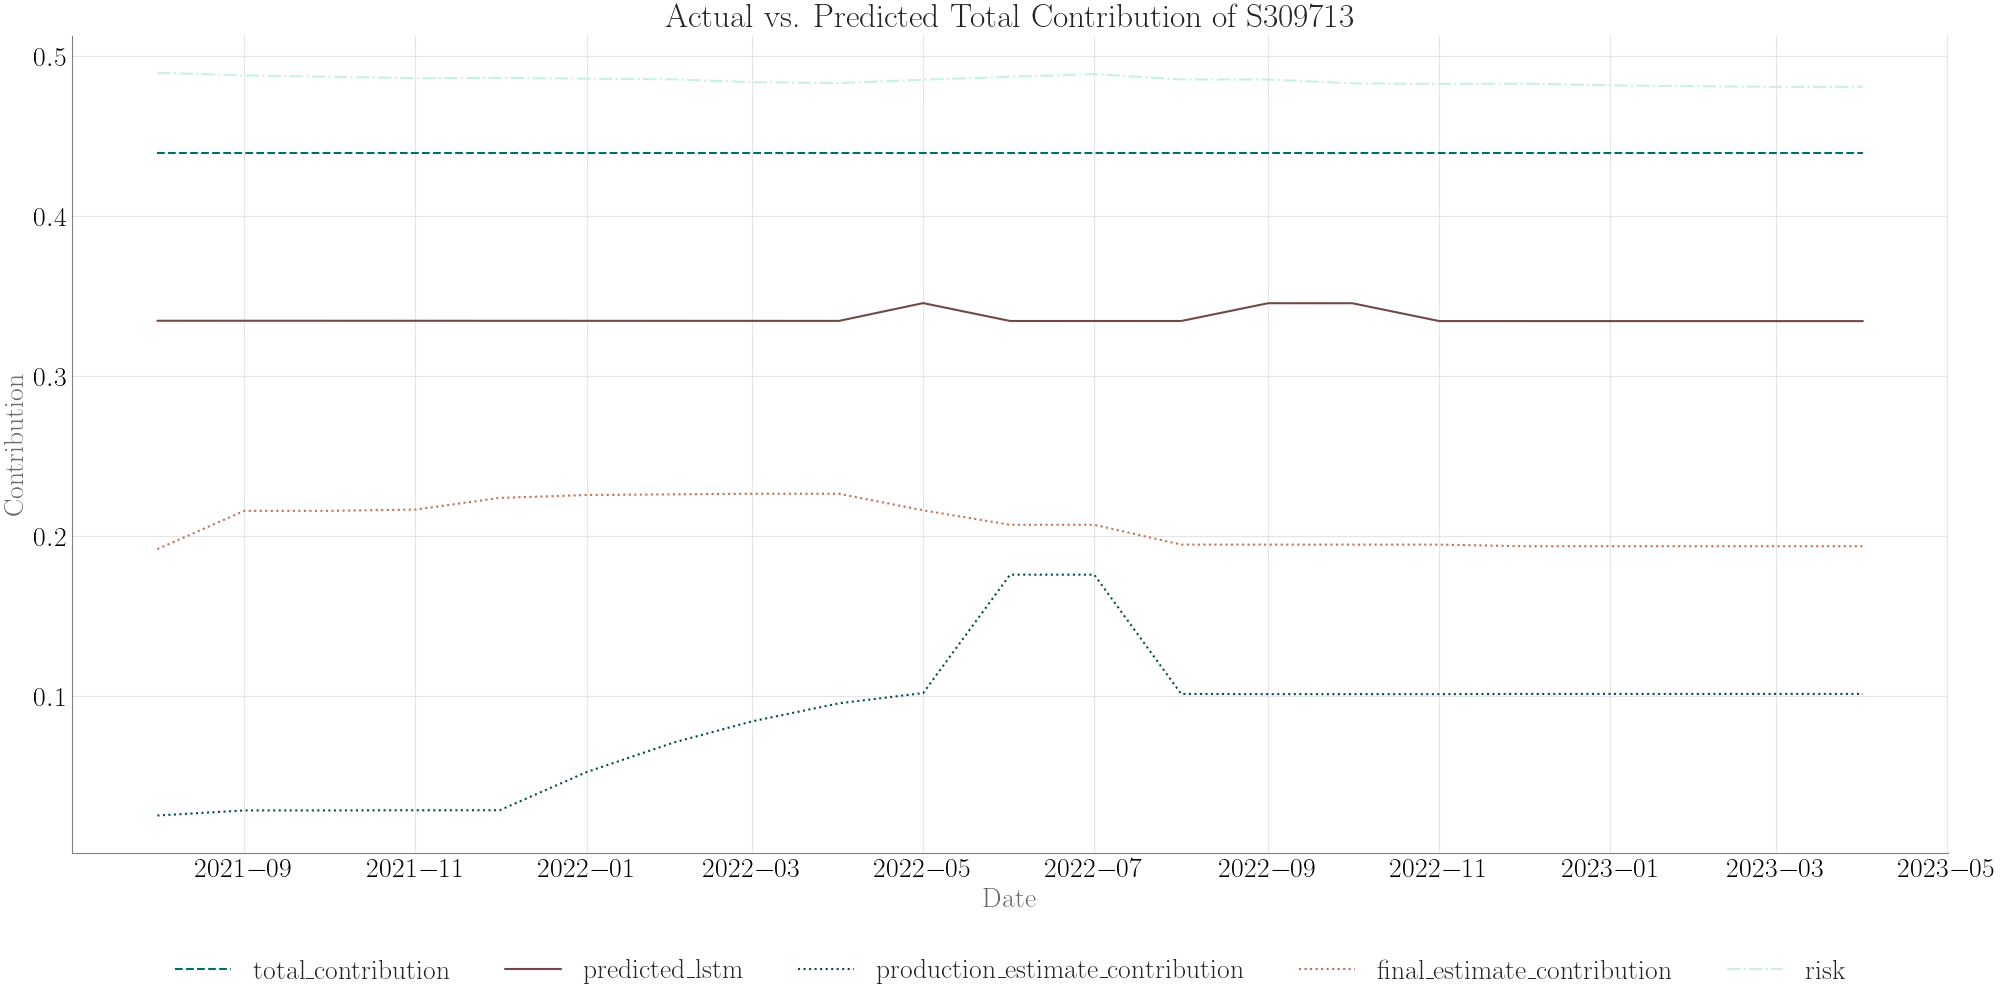 Actual vs. Predicted Total Contribution of S309713
0.5
0.4
0.3
0.2
0.1
Contribution
2021−09 2021−11 2022−01 2022−03 2022−05 2022−07 2022−09 2022−11 2023−01 2023−03 2023−05
Date
total_contribution predicted_lstm production_estimate_contribution final_estimate_contribution risk